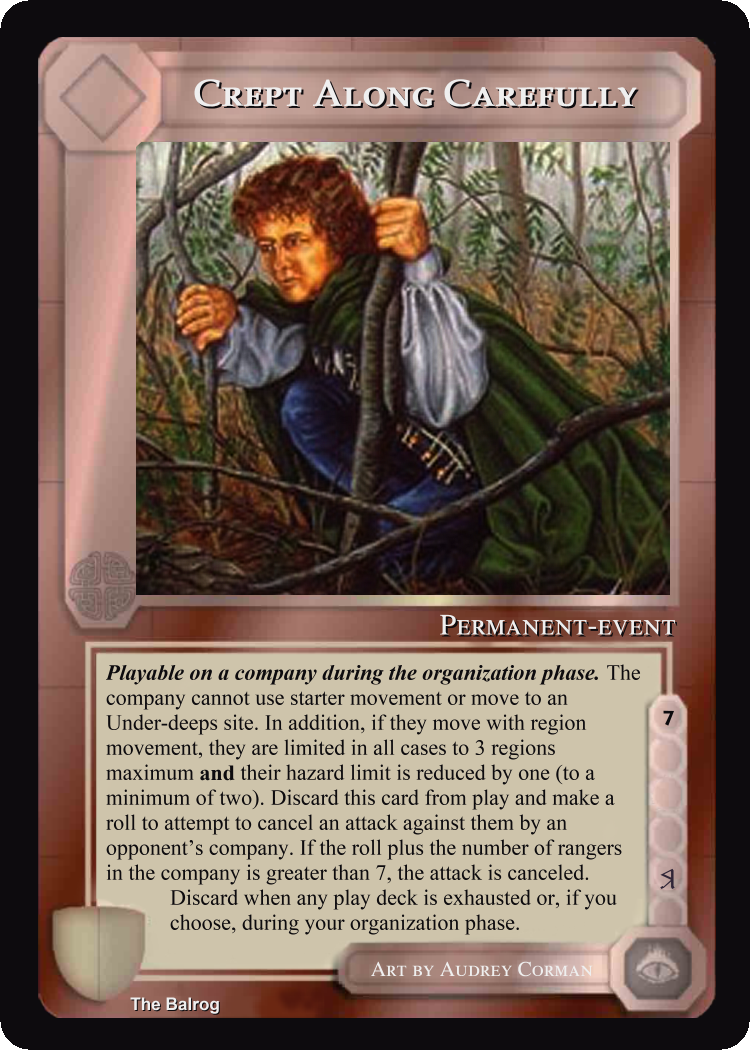 Crept Along Carefully
Permanent-event
Playable on a company during the organization phase. The
company cannot use starter movement or move to an
Under-deeps site. In addition, if they move with region
movement, they are limited in all cases to 3 regions
maximum and their hazard limit is reduced by one (to a
minimum of two). Discard this card from play and make a
roll to attempt to cancel an attack against them by an
opponent’s company. If the roll plus the number of rangers
in the company is greater than 7, the attack is canceled.
Discard when any play deck is exhausted or, if you
choose, during your organization phase.
7
Art by Audrey Corman
The Balrog